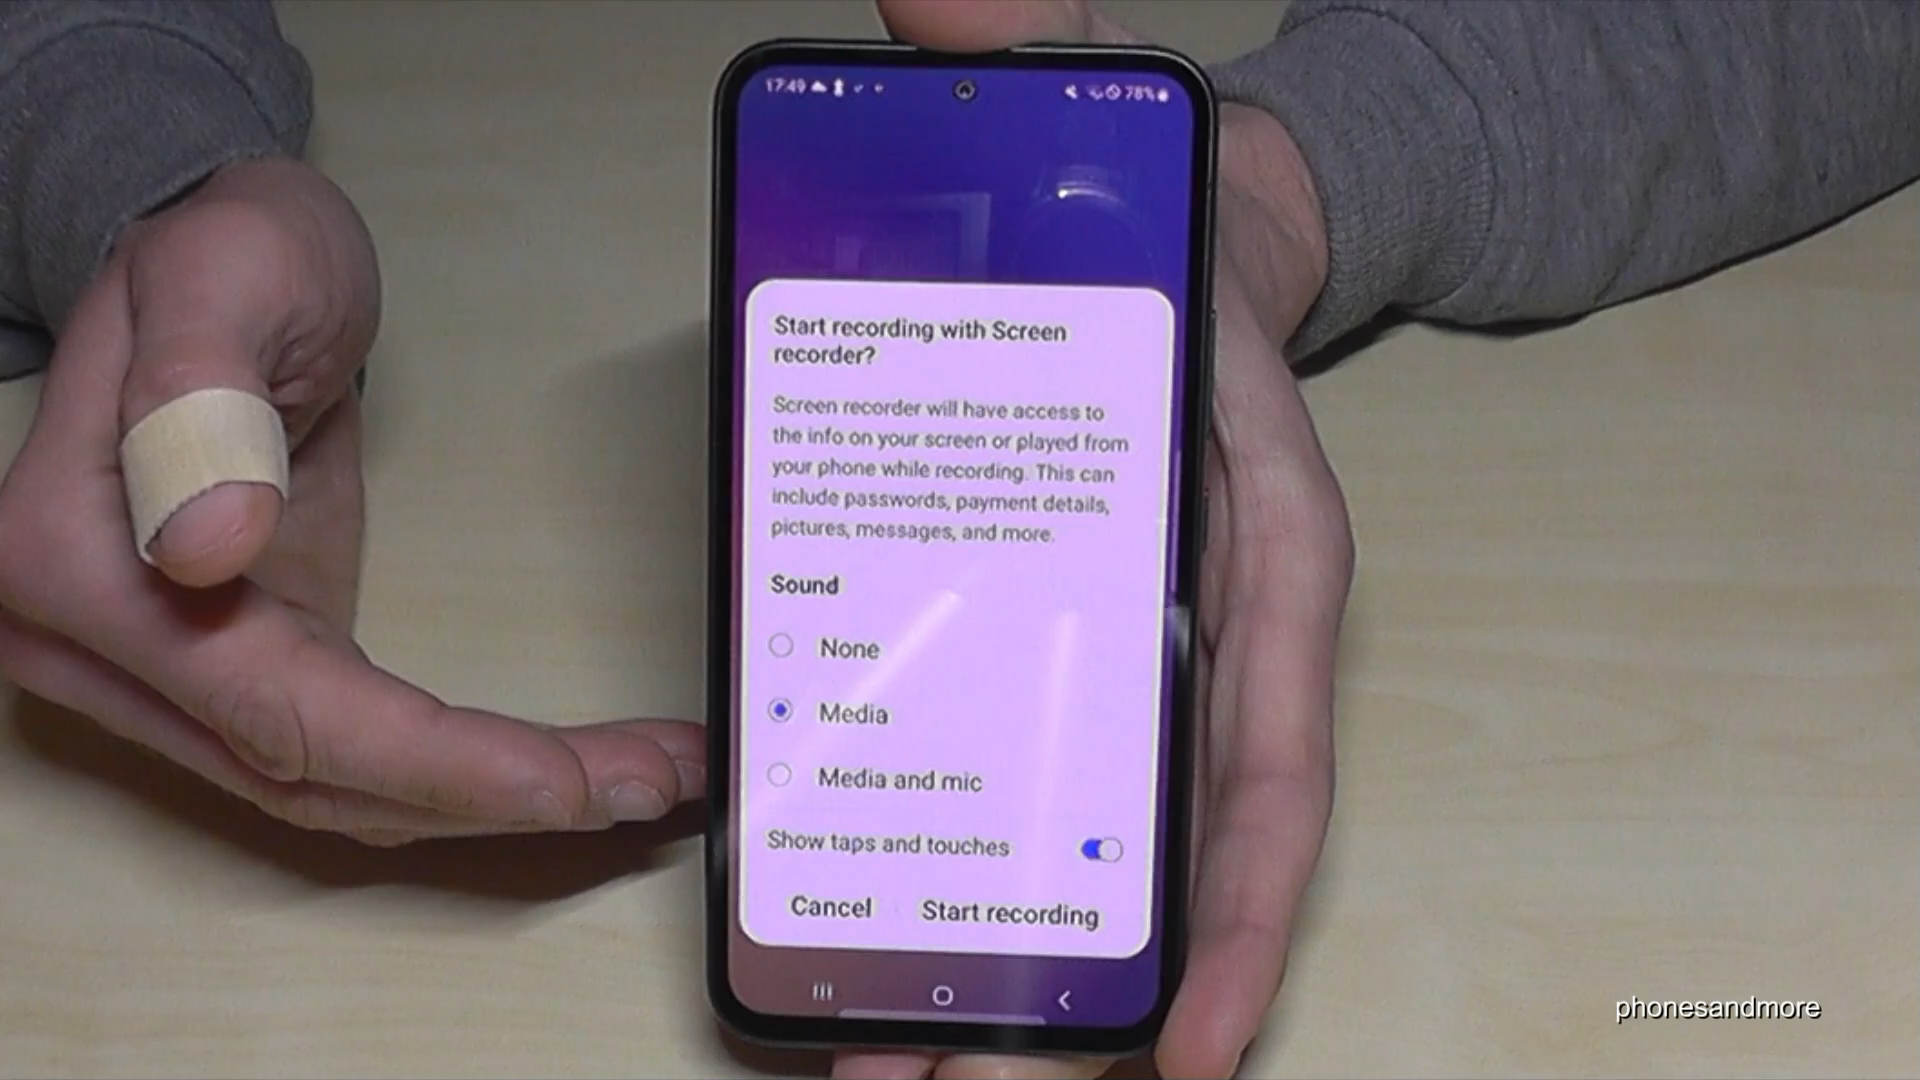 17:49
78%
Start recording with Screen
recorder?
Screen recorder will have access to
the info on your screen or played from
your phone while recording. This can
include passwords, payment details,
pictures, messages, and more.
Sound
None
Media
Media and mic
Show taps and touches
Cancel
Start recording
phonesandmore